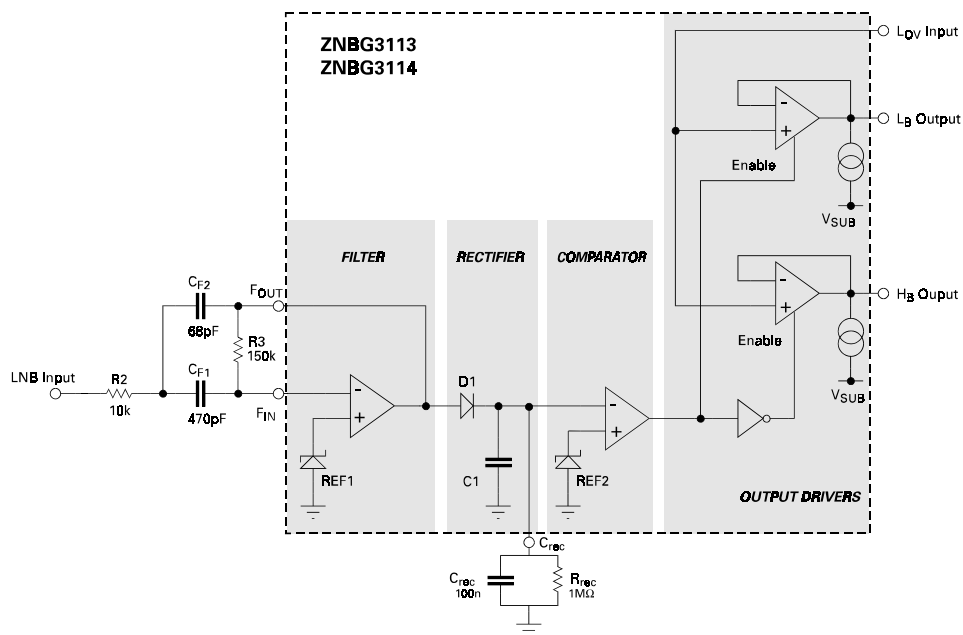 ZNBG3113
ZNBG3114
LOV Input
LB Output
Enable
VSUB
FILTER
RECTIFIER
COMPARATOR
CF2
68pF
FOUT
R3
150k
HB Ouput
Enable
VSUB
LNB Input
R2
10k
CF1
470pF
FIN
-
+
D1
REF1
C1
-
+
REF2
-
+
-
+
OUTPUT DRIVERS
Crec
Crec
100n
Rrec
1MΩ